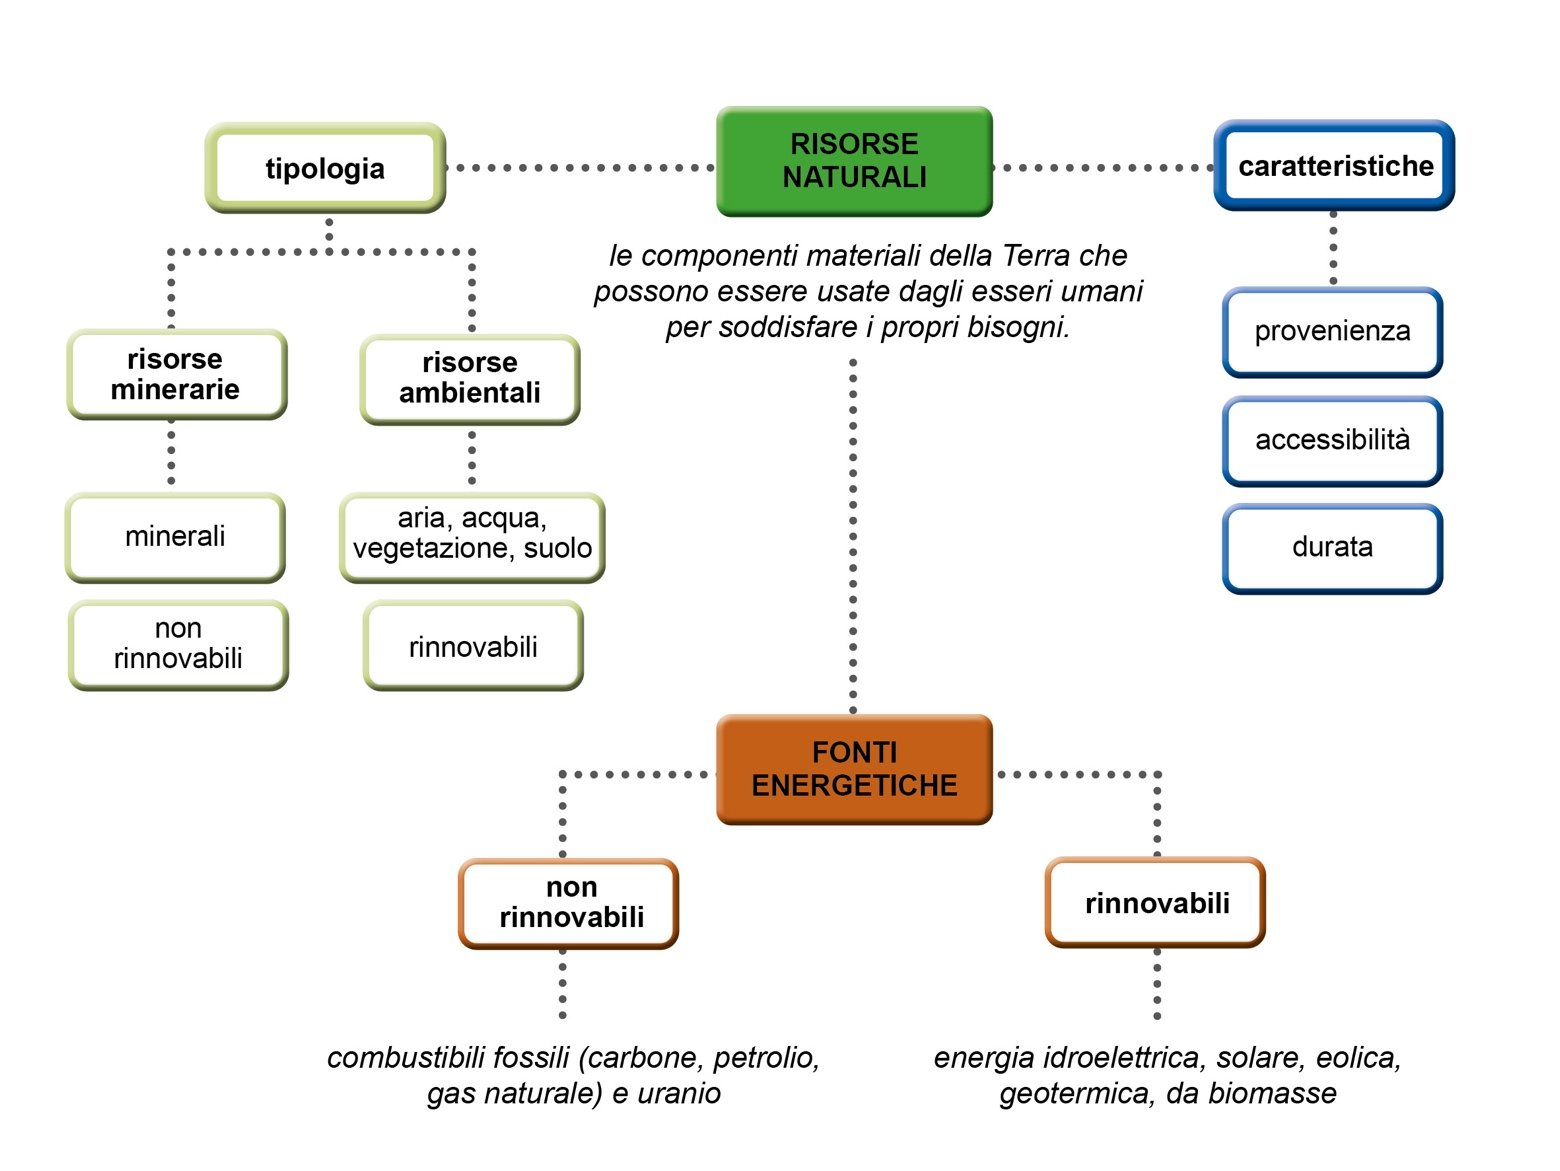 RISORSE
NATURALI
le componenti materiali della Terra che
possono essere usate dagli esseri umani
per soddisfare i propri bisogni.
tipologia
risorse
minerarie
minerali
non
rinnovabili
risorse
ambientali
aria, acqua,
vegetazione, suolo
rinnovabili
caratteristiche
provenienza
accessibilità
durata
FONTI
ENERGETICHE
non
rinnovabili
combustibili fossili (carbone, petrolio,
gas naturale) e uranio
rinnovabili
energia idroelettrica, solare, eolica,
geotermica, da biomasse